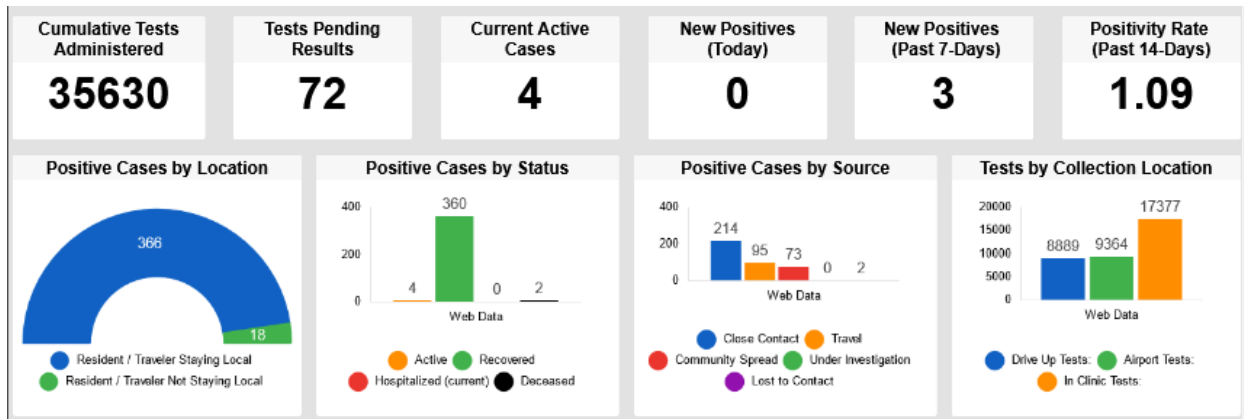 Cumulative Tests
Administered
35630
Tests Pending
Results
72
Current Active
Cases
4
New Positives
(Today)
0
New Positives
(Past 7-Days)
3
Positivity Rate
(Past 14-Days)
1.09
Positive Cases by Location
366
18
Resident / Traveler Staying Local
Resident / Traveler Not Staying Local
Positive Cases by Status
400
200
0
4
360
0
2
Web Data
Active
Recovered
Hospitalized (current)
Deceased
Positive Cases by Source
400
200
0
214
95
73
0
2
Web Data
Close Contact
Travel
Community Spread
Under Investigation
Lost to Contact
Tests by Collection Location
20000
15000
10000
5000
0
8889
9364
17377
Web Data
Drive Up Tests:
Airport Tests:
In Clinic Tests: